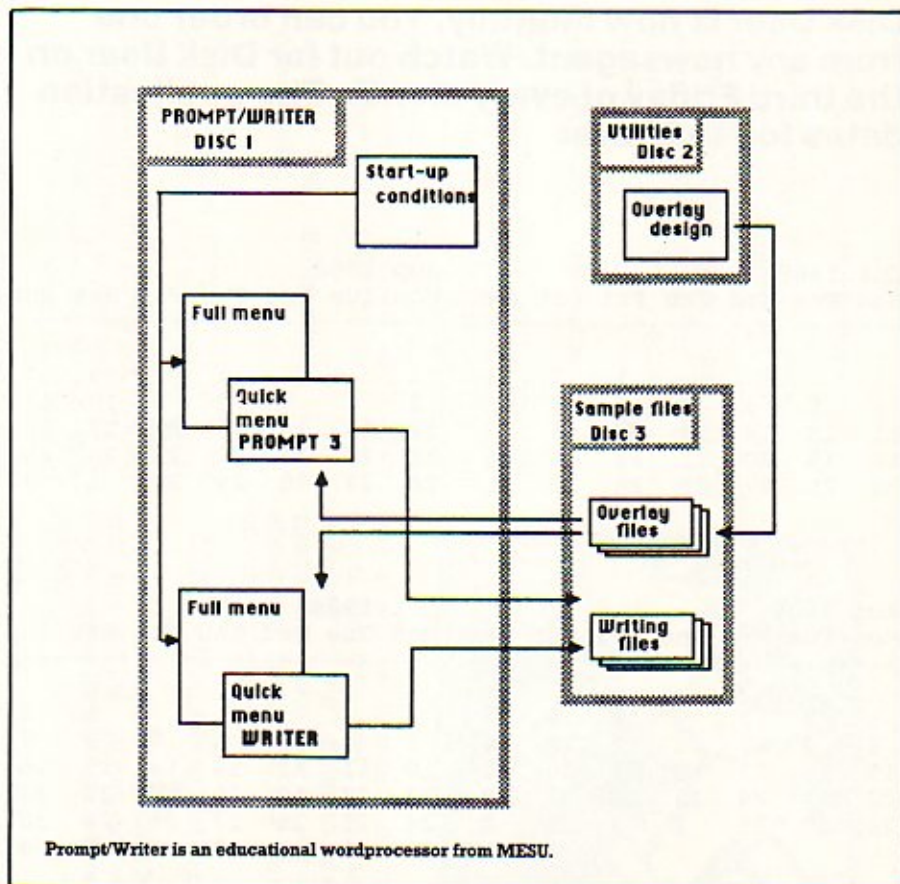 PROMPT/WRITER
DISC 1
Start-up
conditions
Full menu
Quick
menu
PROMPT 3
Full menu
Quick
menu
WRITER
Utilities
Disc 2
Overlay
design
Sample files
Disc 3
Overlay
files
Writing
files
Prompt/Writer is an educational wordprocessor from MESU.